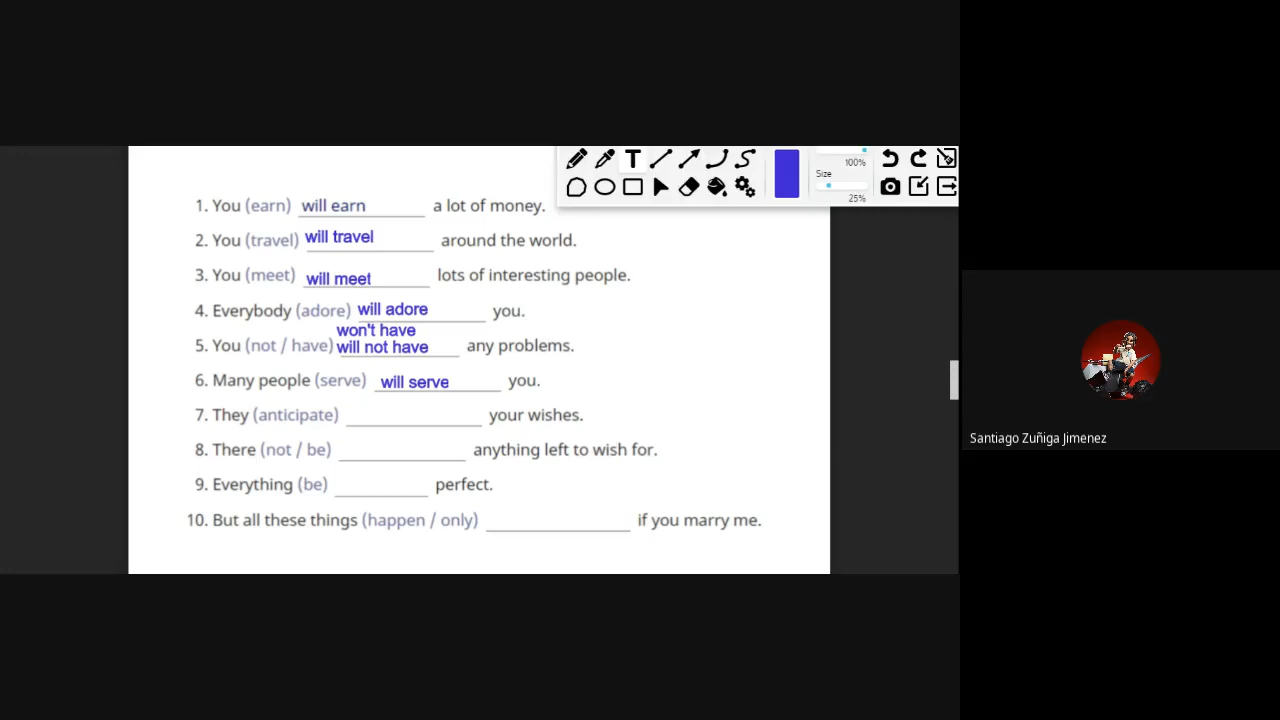 100%
Size
25%
1. You (earn) will earn a lot of money.
2. You (travel) will travel around the world.
3. You (meet) will meet lots of interesting people.
4. Everybody (adore) will adore you.
won't have
5. You (not / have) will not have any problems.
6. Many people (serve) will serve you.
7. They (anticipate) your wishes.
8. There (not / be) anything left to wish for.
9. Everything (be) perfect.
10. But all these things (happen / only) if you marry me.
Santiago Zuñiga Jimenez